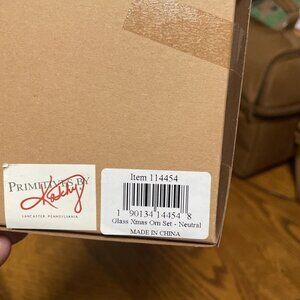 PRIMITIVES BY
Kathy
LANCASTER, PENNSYLVANIA
Item 114454
1 90134 14454 8
Glass Xmas Orn Set - Neutral
MADE IN CHINA